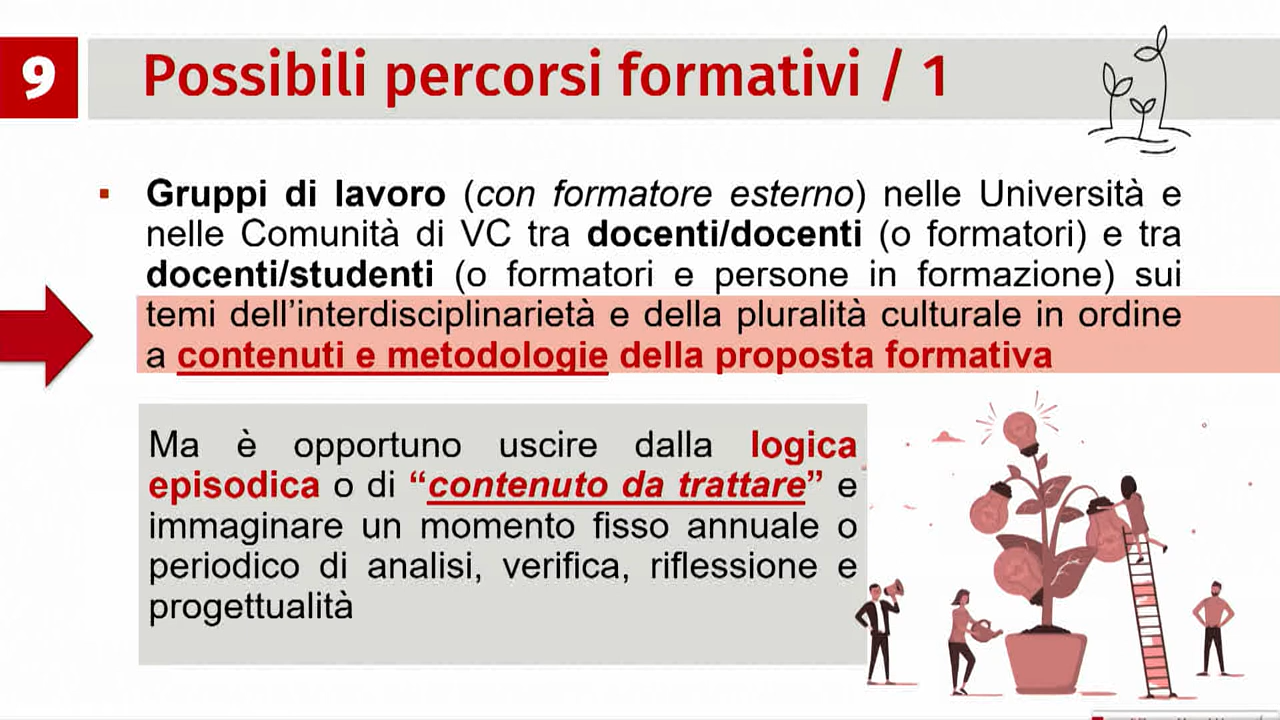 9
Possibili percorsi formativi / 1
▪ Gruppi di lavoro (con formatore esterno) nelle Università e
nelle Comunità di VC tra docenti/docenti (o formatori) e tra
docenti/studenti (o formatori e persone in formazione) sui
temi dell’interdisciplinarietà e della pluralità culturale in ordine
a contenuti e metodologie della proposta formativa
Ma è opportuno uscire dalla logica
episodica o di “contenuto da trattare” e
immaginare un momento fisso annuale o
periodico di analisi, verifica, riflessione e
progettualità